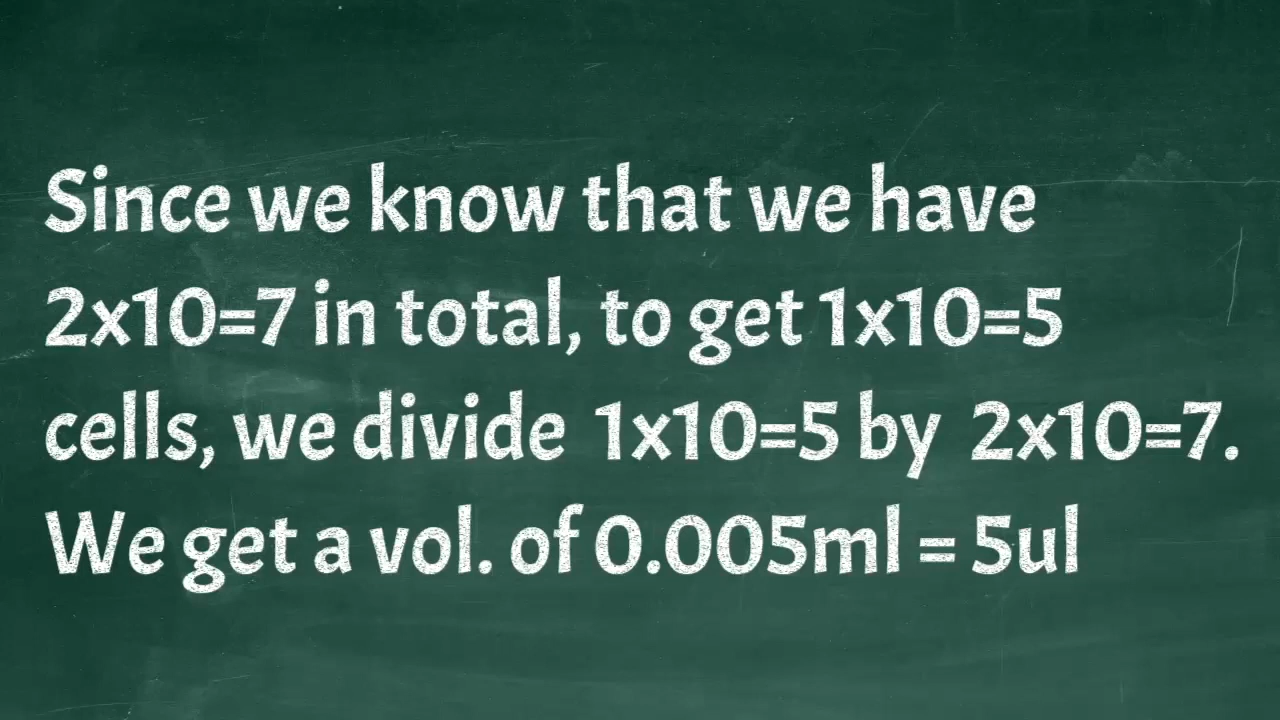 Since we know that we have
2x10=7 in total, to get 1x10=5
cells, we divide 1x10=5 by 2x10=7.
We get a vol. of 0.005ml = 5ul